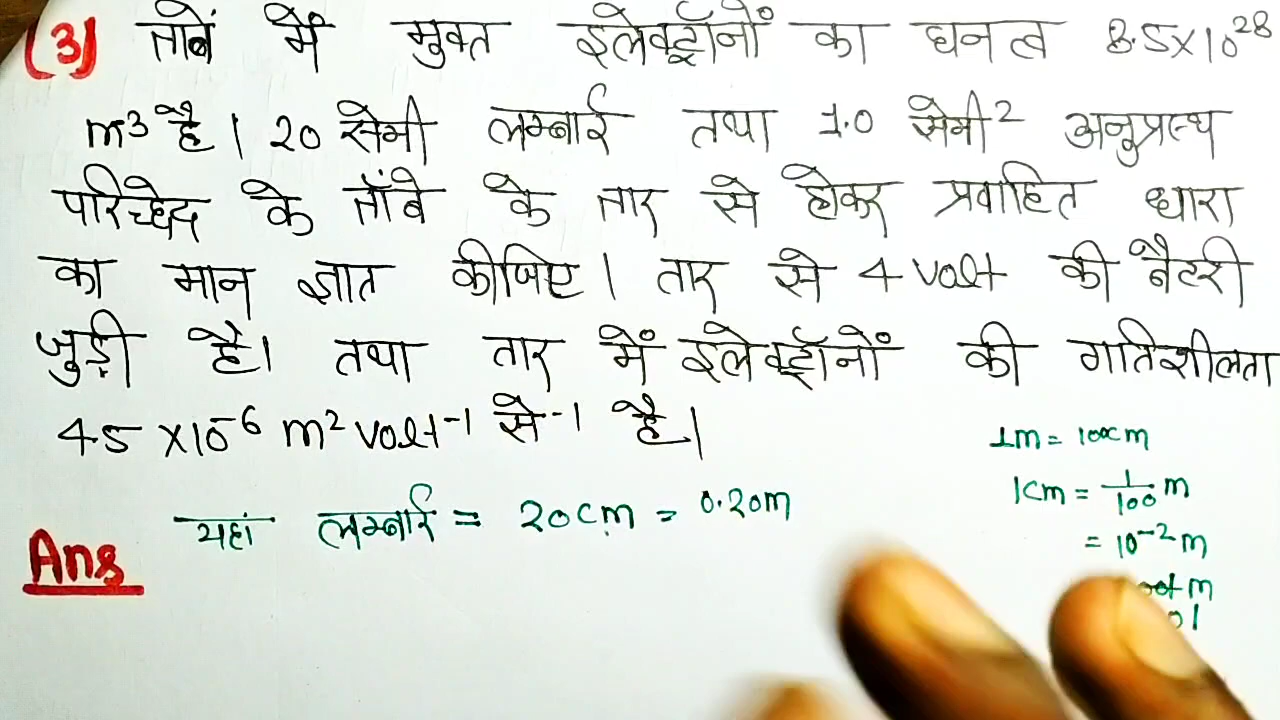 (3) ताबें में मुक्त इलेक्ट्रॉनों का घनत्व 8.5×10²⁸
m³ है। 20 सेमी लम्बाई तथा 1.0 सेमी² अनुप्रस्थ
परिच्छेद के ताँबे के तार से होकर प्रवाहित धारा
का मान ज्ञात कीजिए। तार से 4 volt की बैटरी
जुड़ी है। तथा तार में इलेक्ट्रॉनों की गतिशीलता
4.5 ×10⁻⁶ m² volt⁻¹ से⁻¹ है।
1m = 100cm
1cm = 1/100 m
= 10⁻² m
Ans यहां लम्बाई = 20cm = 0.20m